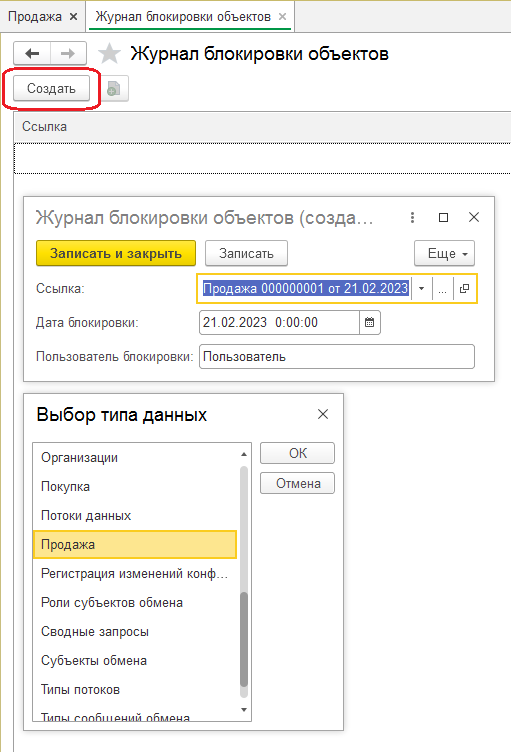 Продажа × Журнал блокировки объектов ×
Журнал блокировки объектов
Создать
Ссылка
Журнал блокировки объектов (созда...
Записать и закрыть Записать Еще
Ссылка: Продажа 000000001 от 21.02.2023 ...
Дата блокировки: 21.02.2023 0:00:00
Пользователь блокировки: Пользователь
Выбор типа данных
Организации ОК
Покупка Отмена
Потоки данных
Продажа
Регистрация изменений конф...
Роли субъектов обмена
Сводные запросы
Субъекты обмена
Типы потоков
Типы сообщений обмена